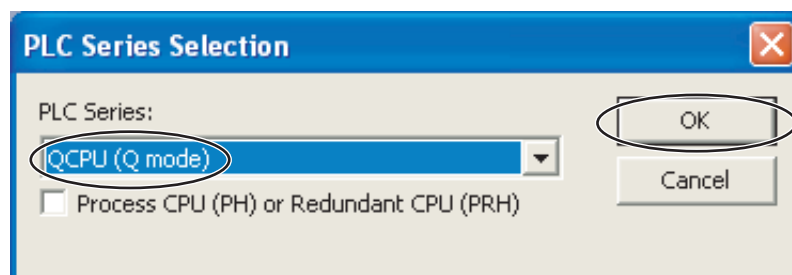 PLC Series Selection
PLC Series:
QCPU (Q mode)
Process CPU (PH) or Redundant CPU (PRH)
OK
Cancel